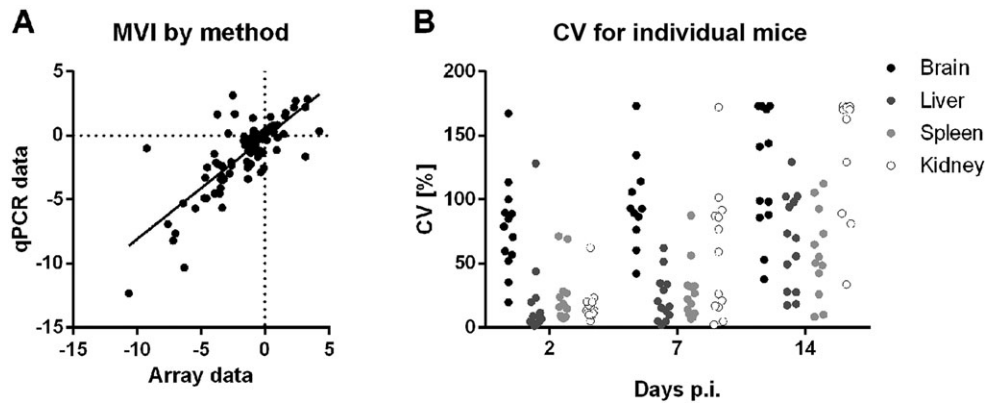 A
MVI by method
5
0
-5
-10
-15
qPCR data
-15
-10
-5
0
5
Array data
B
CV for individual mice
200
150
100
50
0
CV [%]
2
7
14
Days p.i.
Brain
Liver
Spleen
Kidney